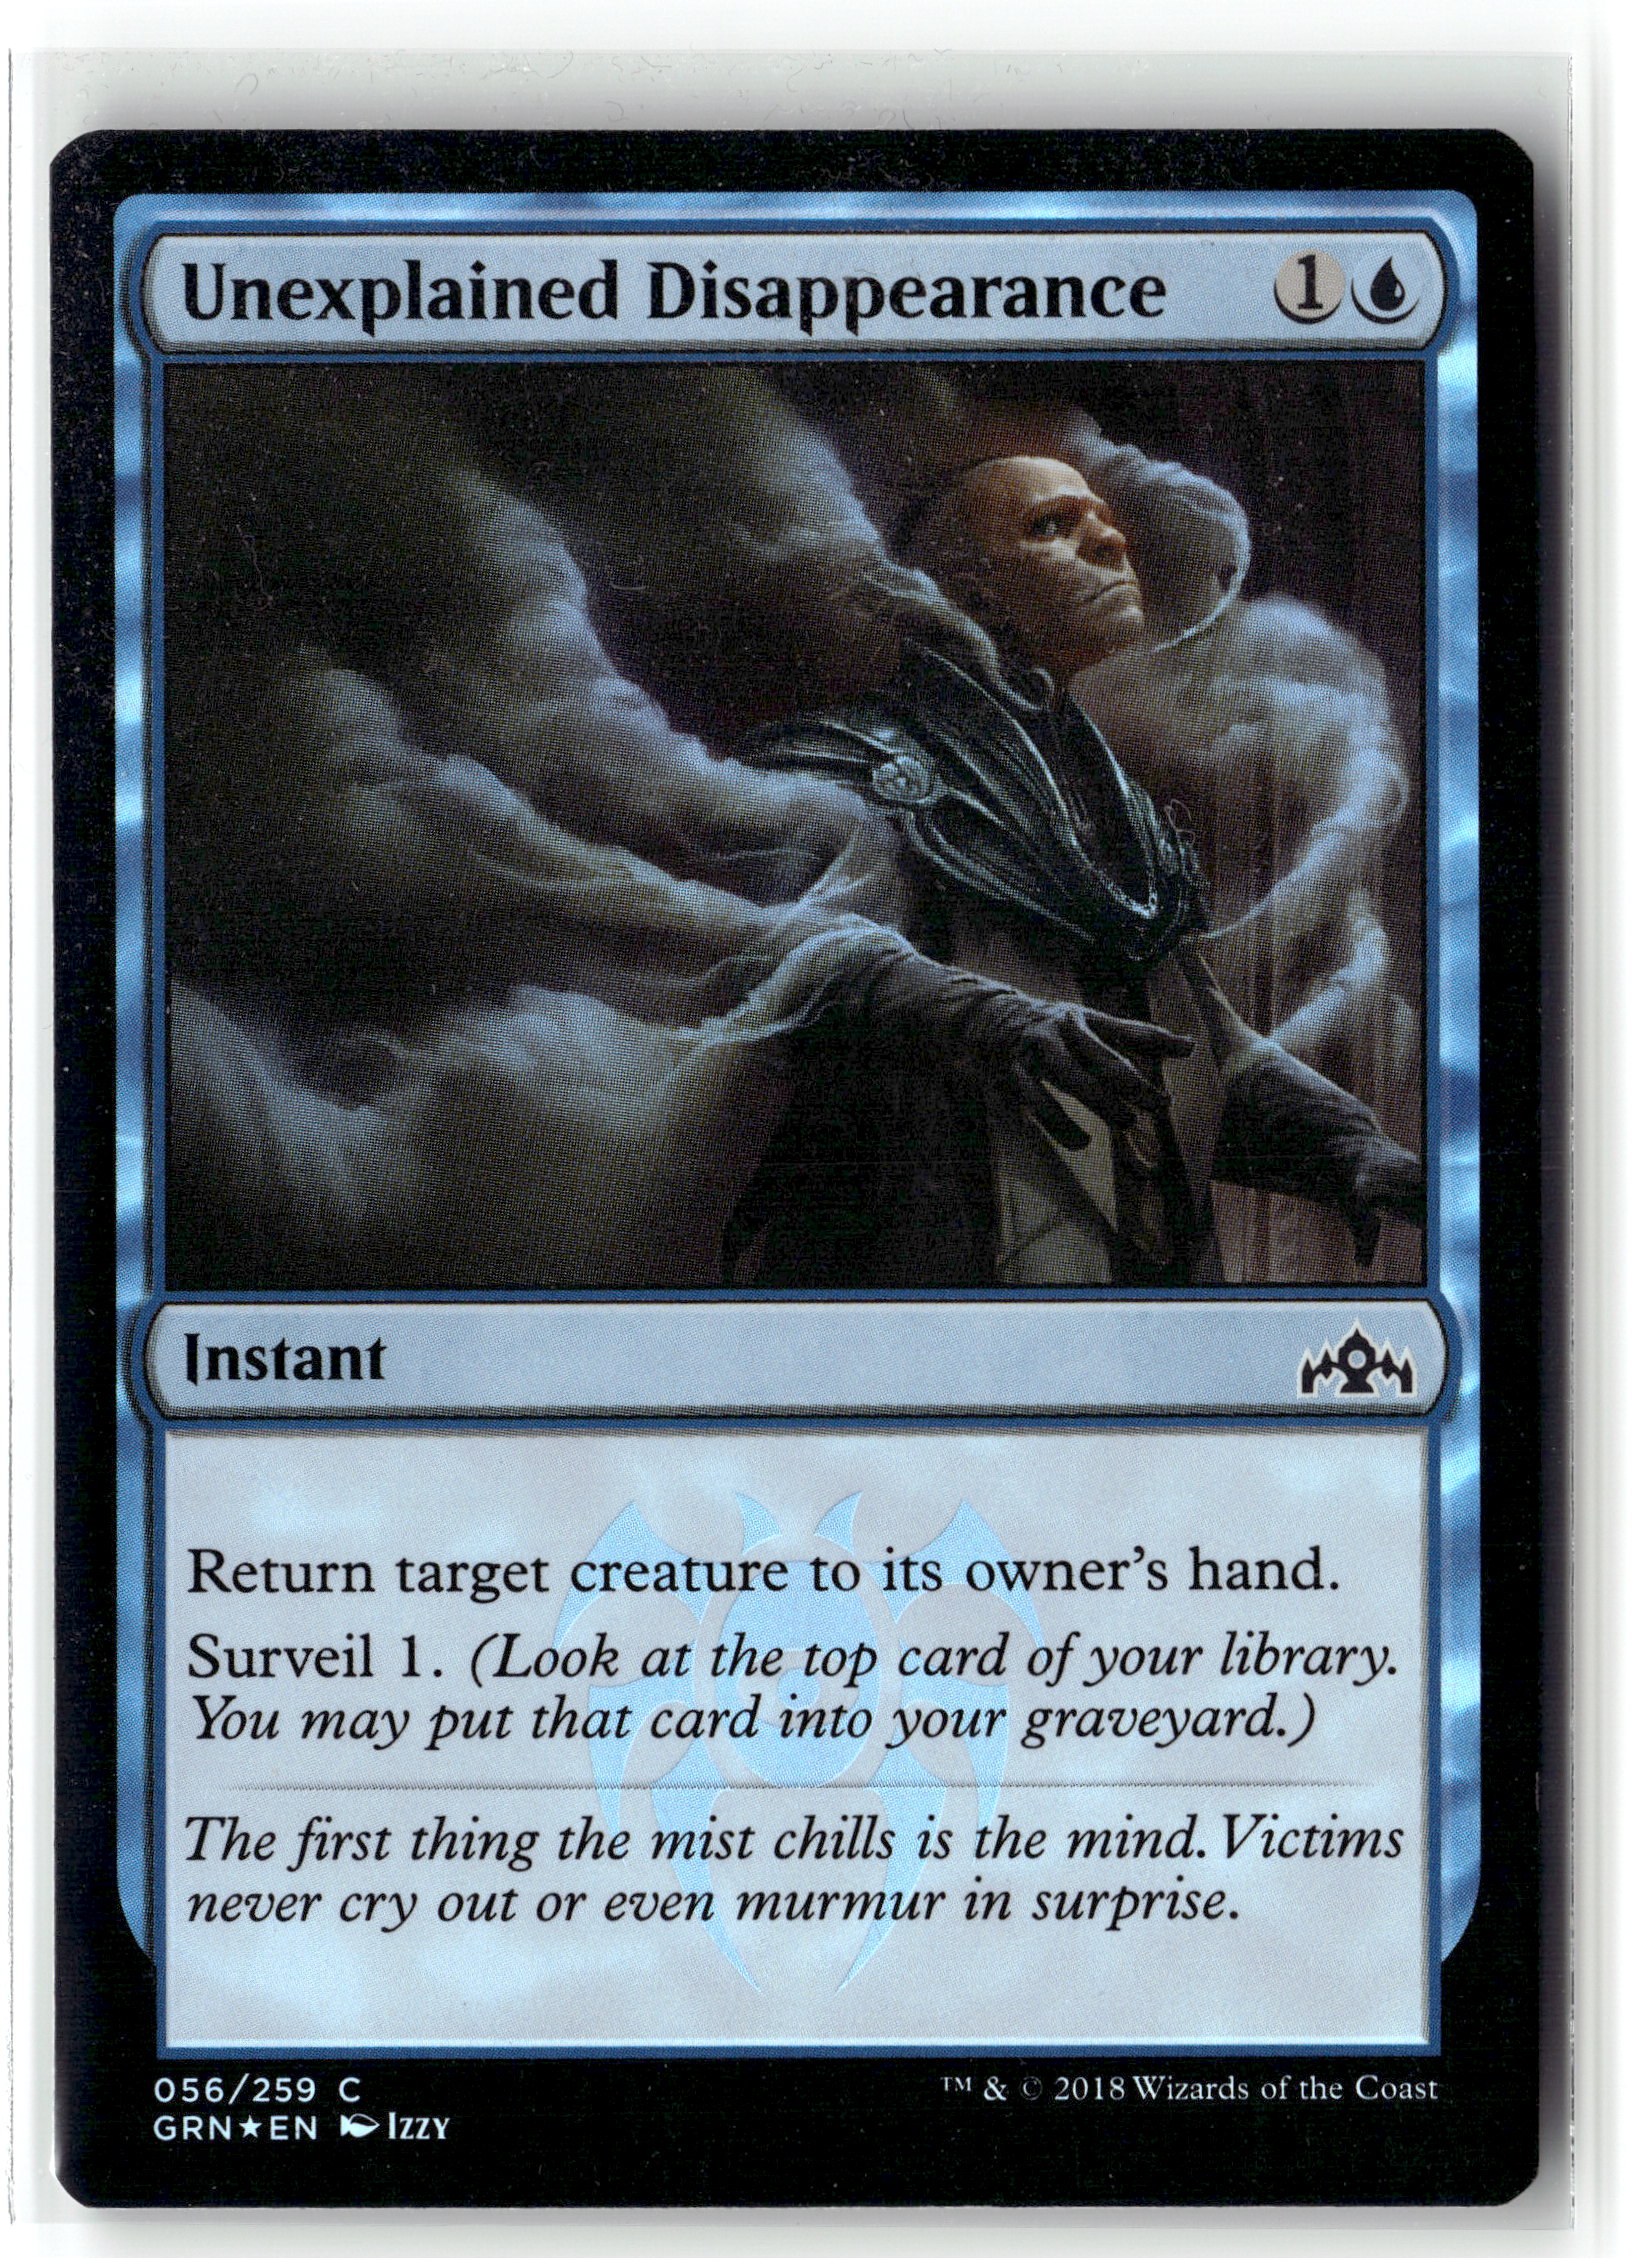 Unexplained Disappearance 1
Instant
Return target creature to its owner's hand.
Surveil 1. (Look at the top card of your library.
You may put that card into your graveyard.)
The first thing the mist chills is the mind. Victims
never cry out or even murmur in surprise.
056/259 C
™ & © 2018 Wizards of the Coast
GRN★EN Izzy